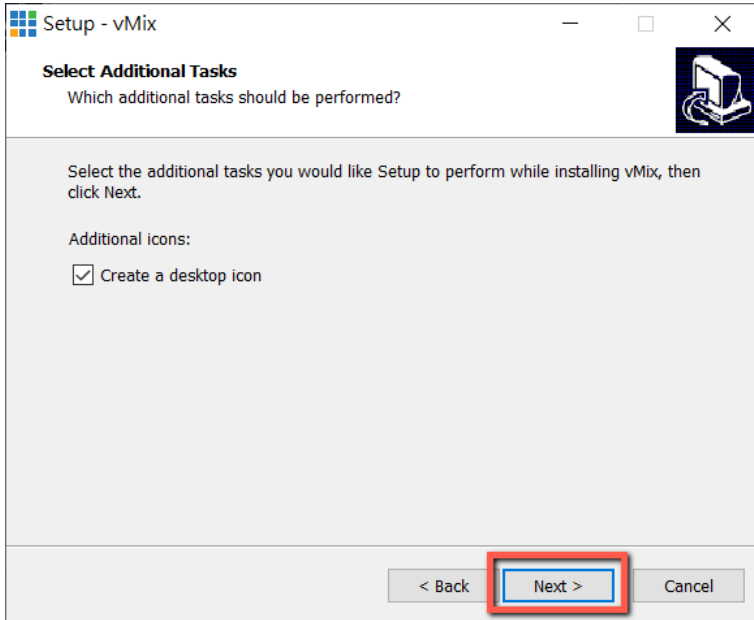 Setup - vMix
Select Additional Tasks
Which additional tasks should be performed?
Select the additional tasks you would like Setup to perform while installing vMix, then
click Next.
Additional icons:
Create a desktop icon
< Back
Next >
Cancel